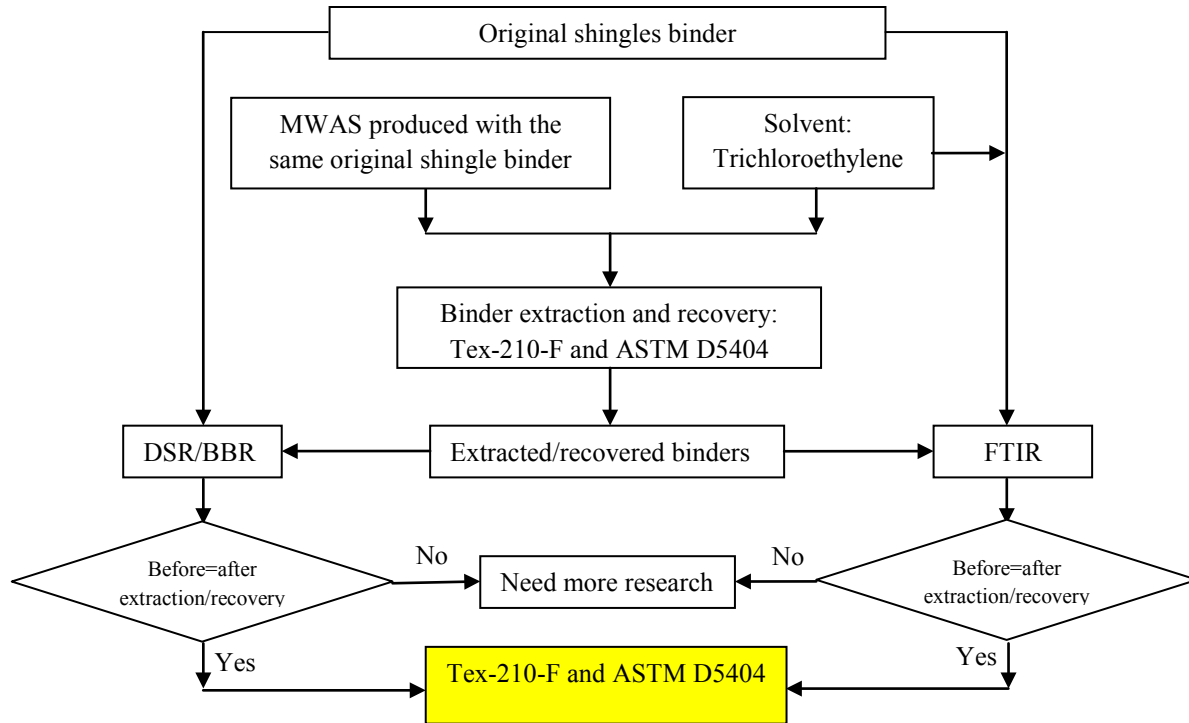 Original shingles binder
MWAS produced with the
same original shingle binder
Solvent:
Trichloroethylene
Binder extraction and recovery:
Tex-210-F and ASTM D5404
DSR/BBR
Extracted/recovered binders
FTIR
Before=after
extraction/recovery
No
Need more research
No
Before=after
extraction/recovery
Yes
Tex-210-F and ASTM D5404
Yes